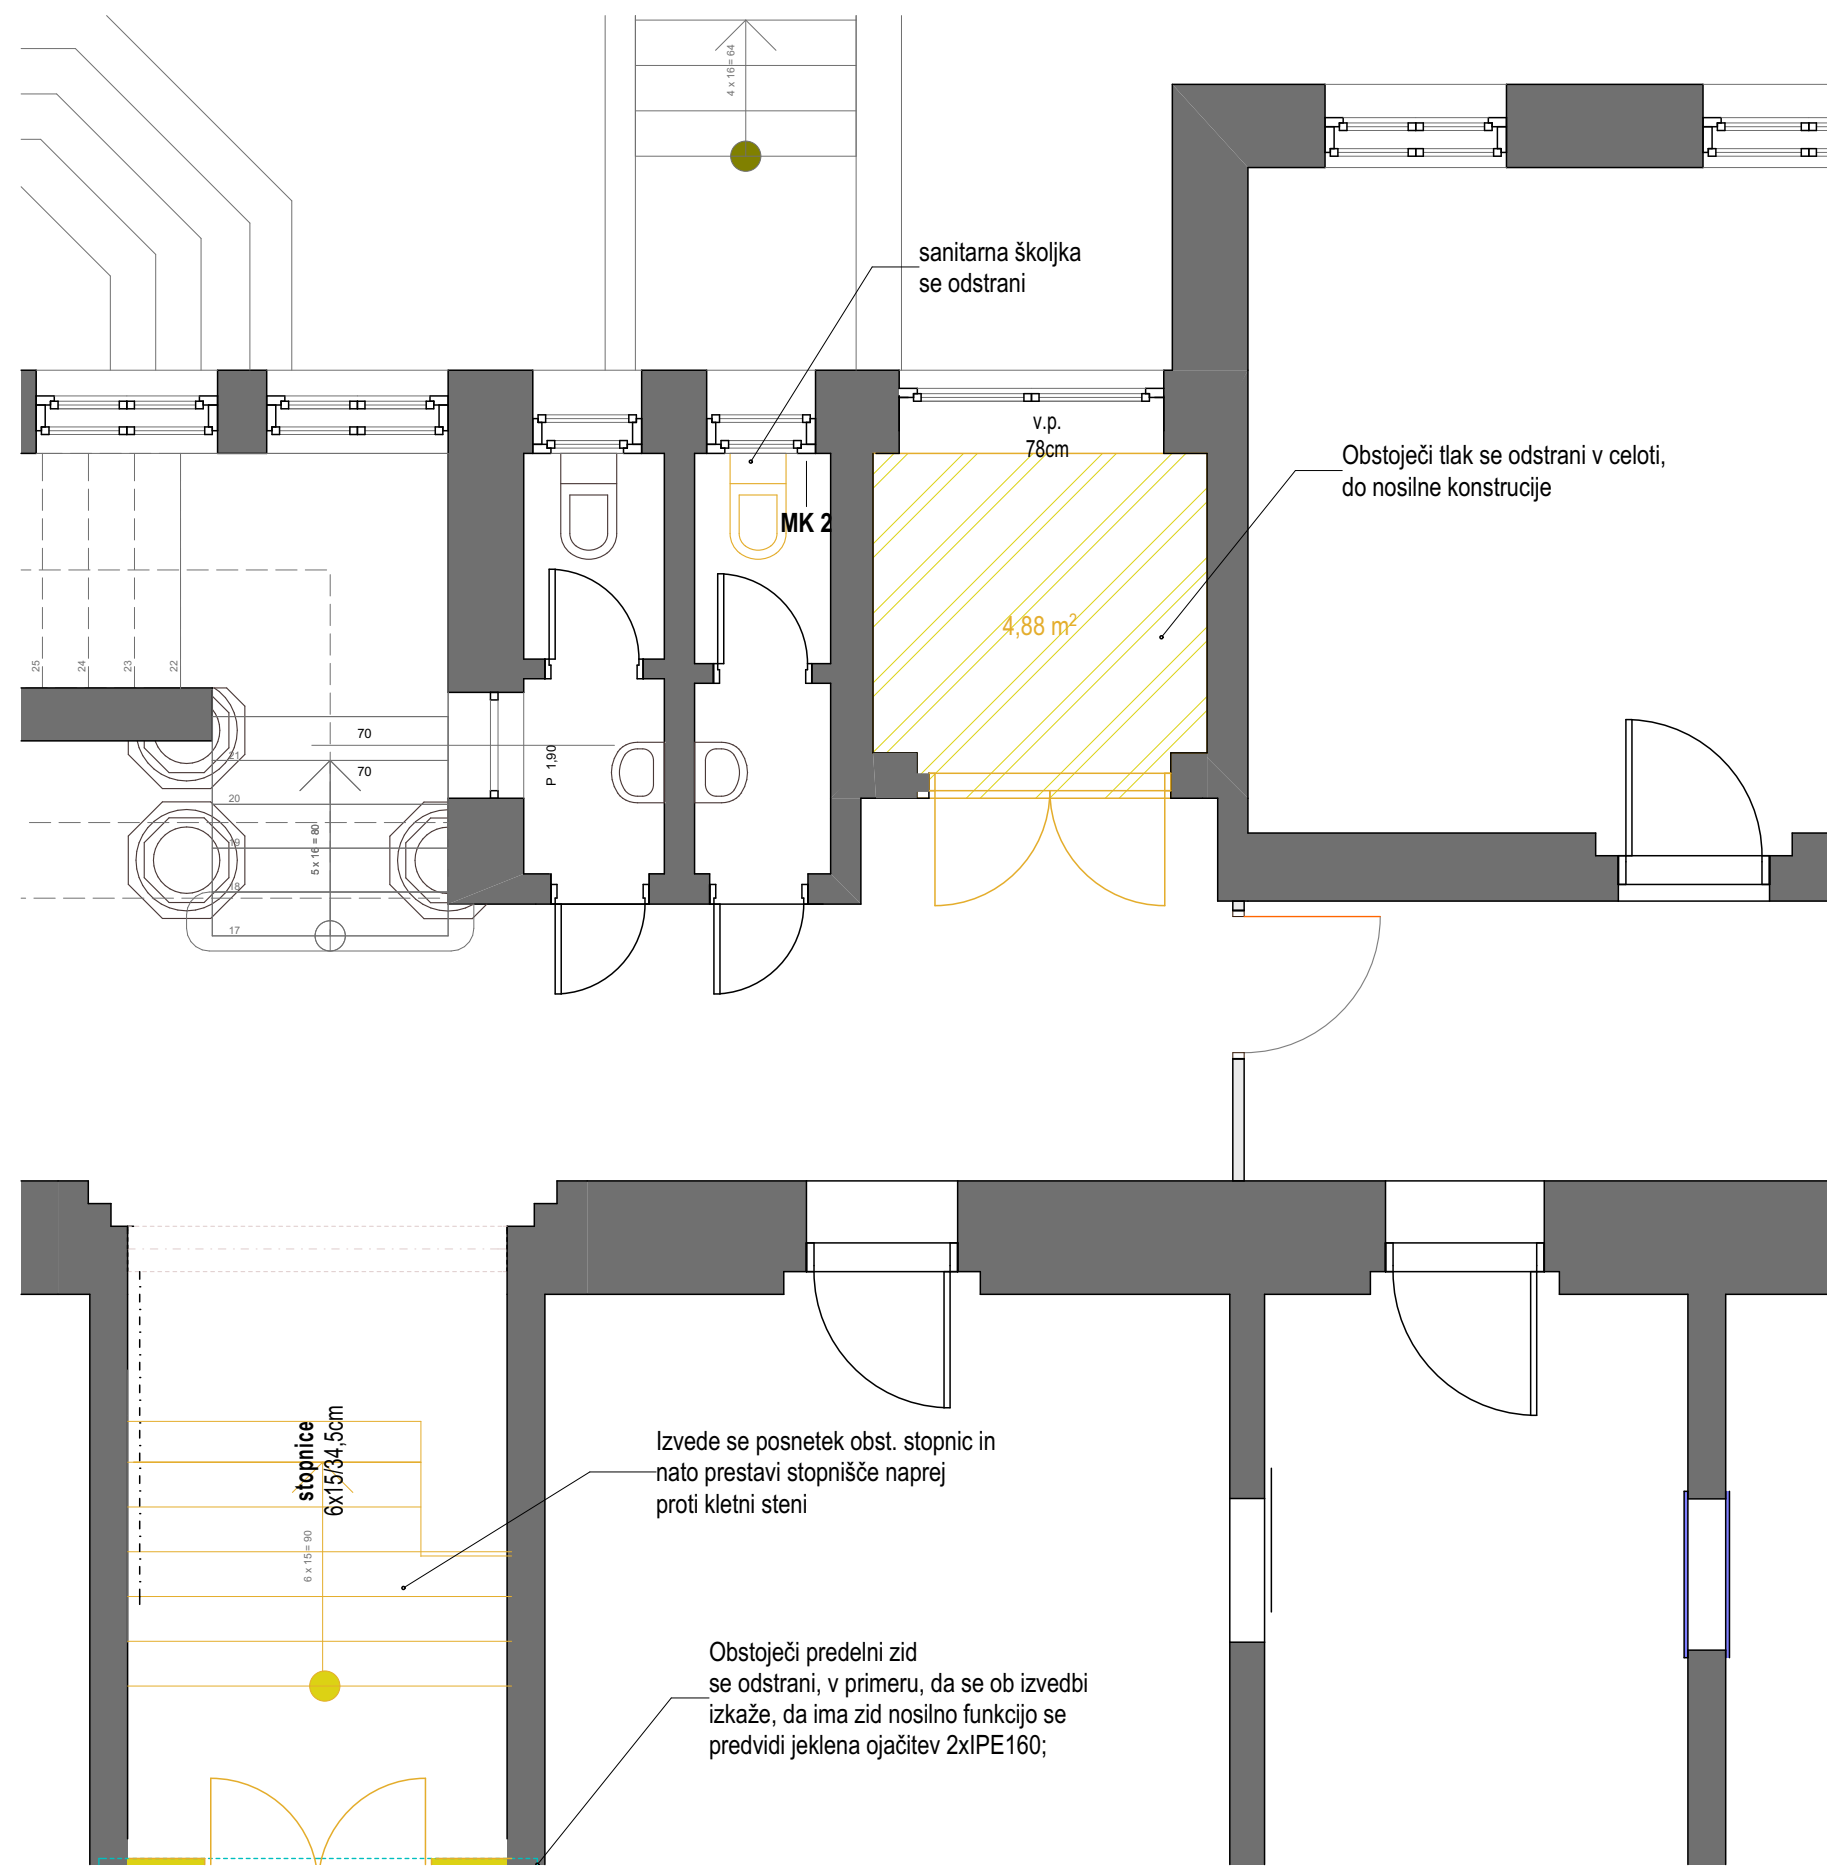 4 x 16 = 64
sanitarna školjka
se odstrani
v.p.
78cm
Obstoječi tlak se odstrani v celoti,
do nosilne konstrucije
MK 2
4,88 m²
25
24
23
22
21
20
19
18
17
70
70
5 x 16 = 80
P 1,90
stopnice
6x15/34,5cm
6 x 15 = 90
Izvede se posnetek obst. stopnic in
nato prestavi stopnišče naprej
proti kletni steni
Obstoječi predelni zid
se odstrani, v primeru, da se ob izvedbi
izkaže, da ima zid nosilno funkcijo se
predvidi jeklena ojačitev 2xIPE160;